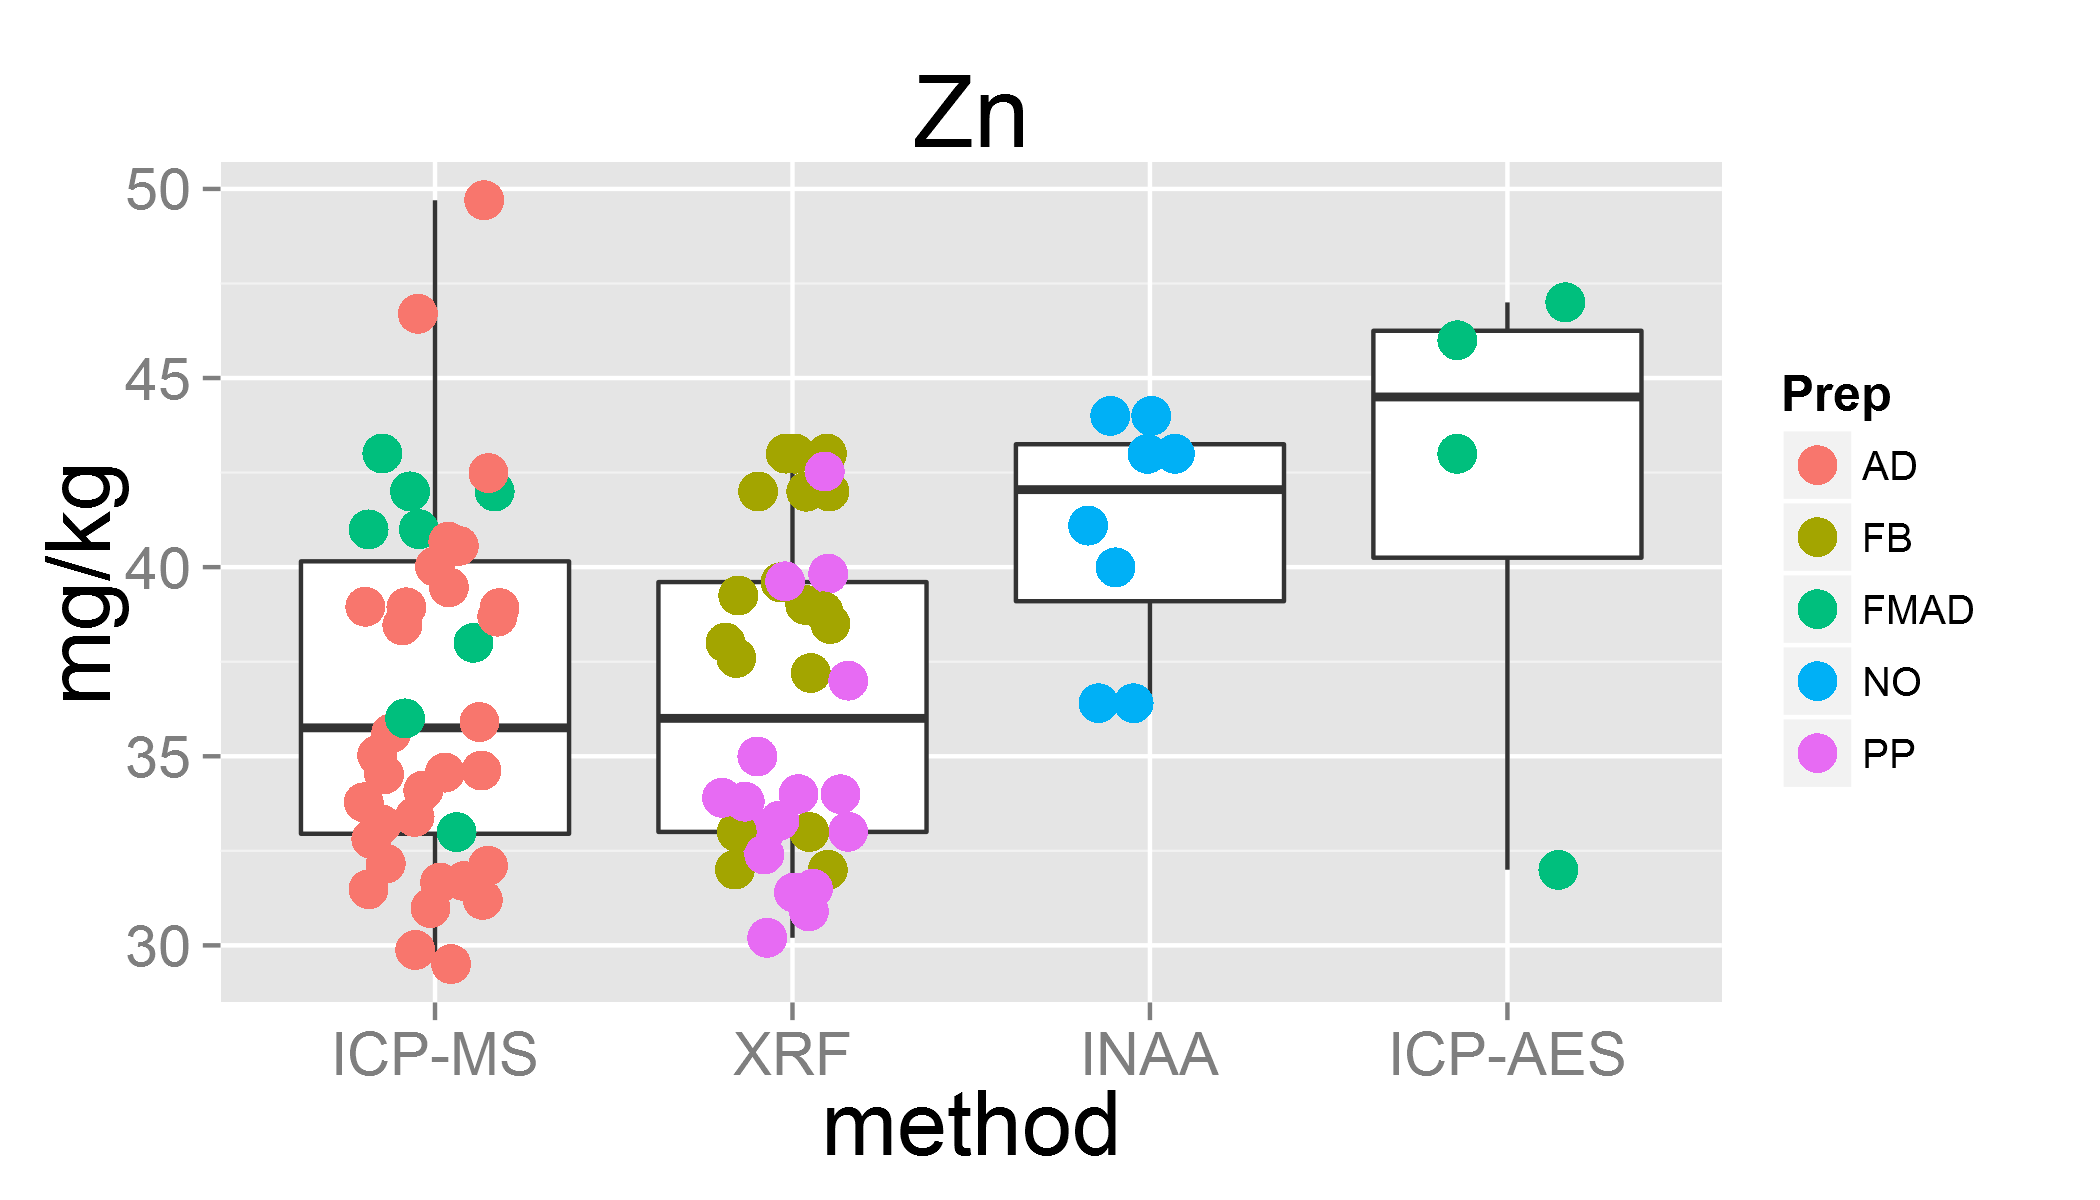 Zn
mg/kg
50
45
40
35
30
ICP-MS XRF INAA ICP-AES
method
Prep
AD
FB
FMAD
NO
PP